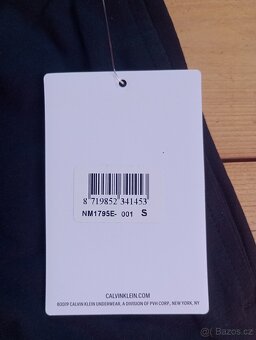 8 719852 341453
NM1795E- 001 S
CALVINKLEIN.COM
©2019 CALVIN KLEIN UNDERWEAR, A DIVISION OF PVH CORP., NEW YORK, NY
Bazoš.cz